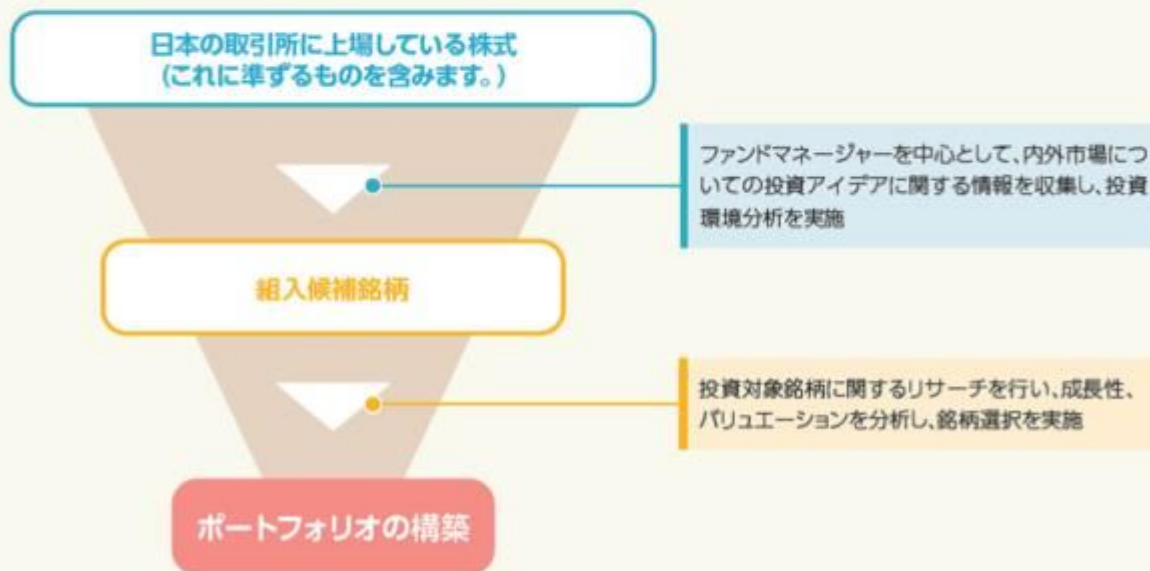 日本の取引所に上場している株式
(これに準ずるものを含みます。)
ファンドマネージャーを中心として、内外市場につ
いての投資アイデアに関する情報を収集し、投資
環境分析を実施
組入候補銘柄
投資対象銘柄に関するリサーチを行い、成長性、
バリュエーションを分析し、銘柄選択を実施
ポートフォリオの構築